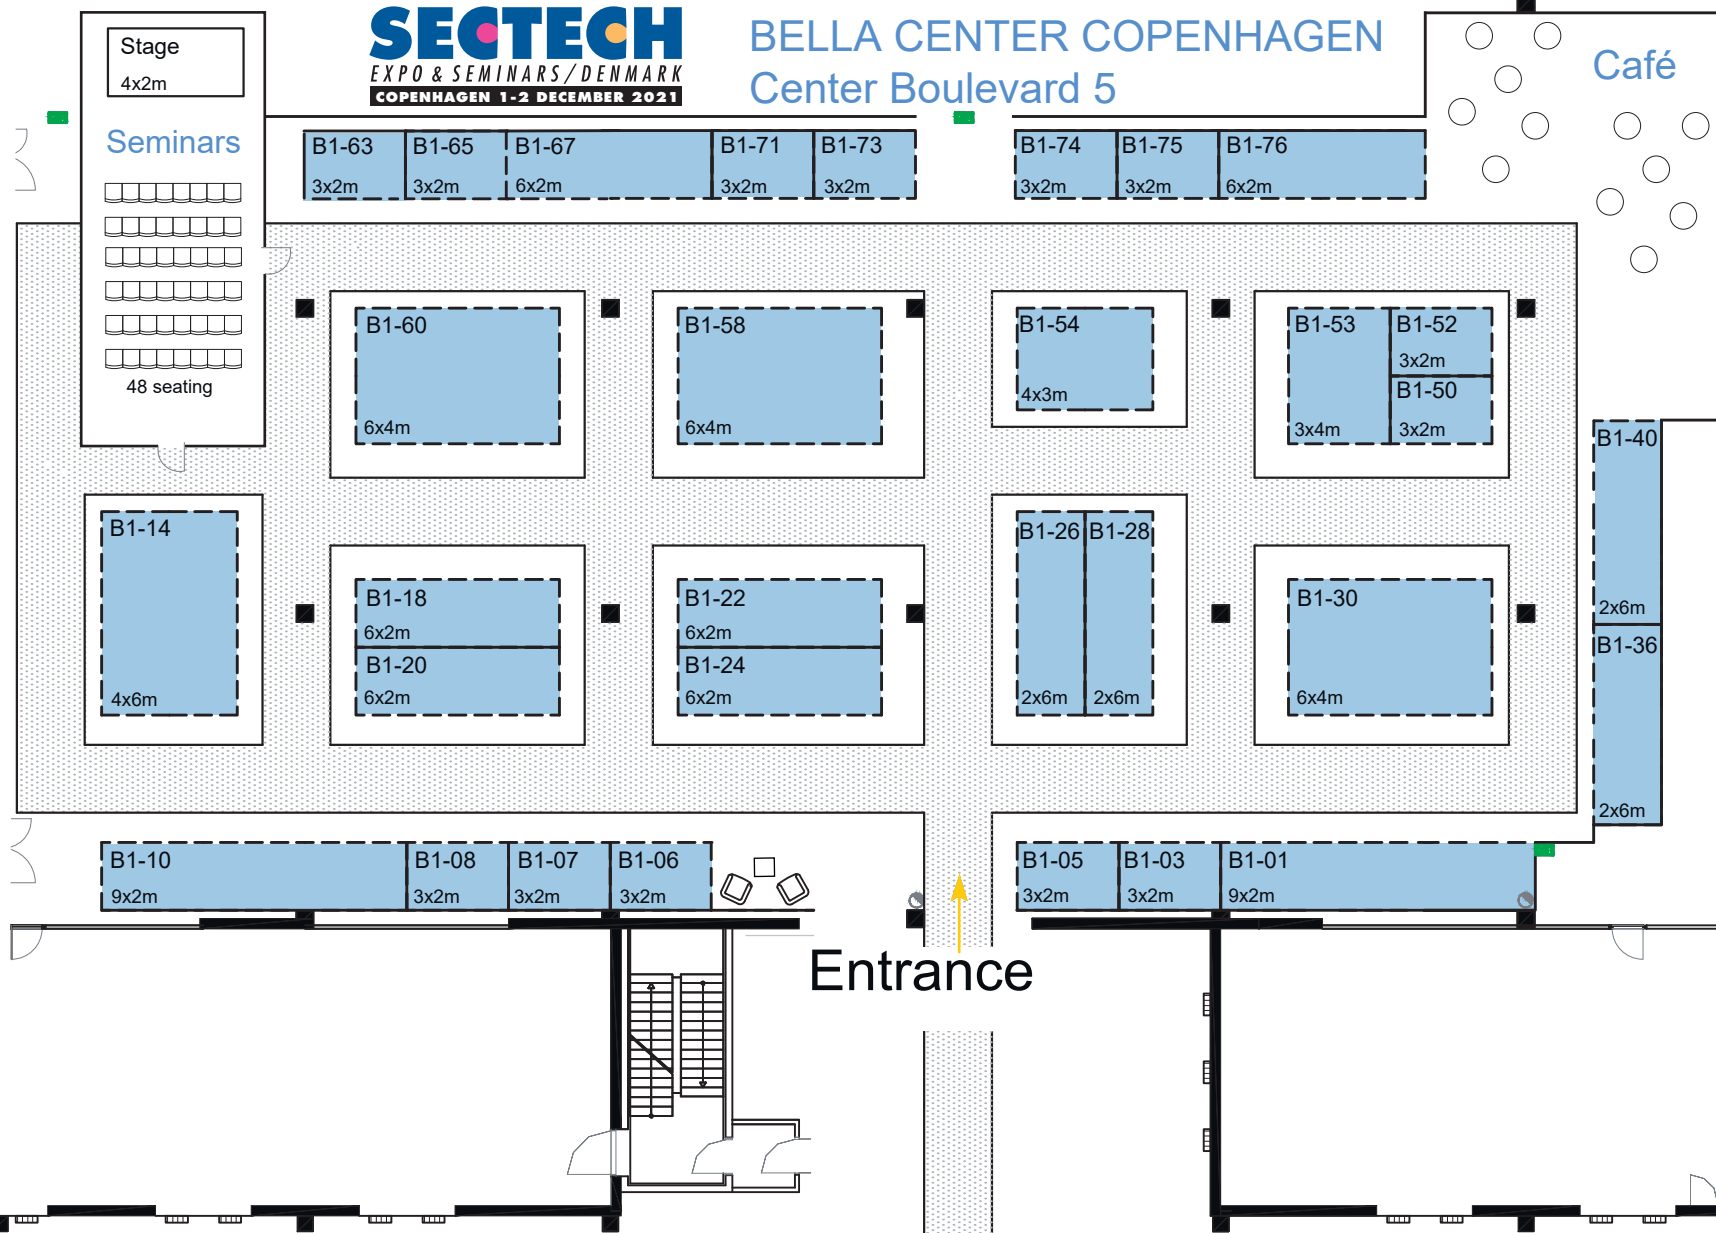 Stage
4x2m
SECTECH
EXPO & SEMINARS/DENMARK
COPENHAGEN 1-2 DECEMBER 2021
BELLA CENTER COPENHAGEN
Center Boulevard 5
Café
Seminars
48 seating
B1-63
3x2m
B1-65
3x2m
B1-67
6x2m
B1-71
3x2m
B1-73
3x2m
B1-74
3x2m
B1-75
3x2m
B1-76
6x2m
B1-60
6x4m
B1-58
6x4m
B1-54
4x3m
B1-53
3x4m
B1-52
3x2m
B1-50
3x2m
B1-40
2x6m
B1-36
2x6m
B1-14
4x6m
B1-18
6x2m
B1-20
6x2m
B1-22
6x2m
B1-24
6x2m
B1-26
2x6m
B1-28
2x6m
B1-30
6x4m
B1-10
9x2m
B1-08
3x2m
B1-07
3x2m
B1-06
3x2m
B1-05
3x2m
B1-03
3x2m
B1-01
9x2m
Entrance